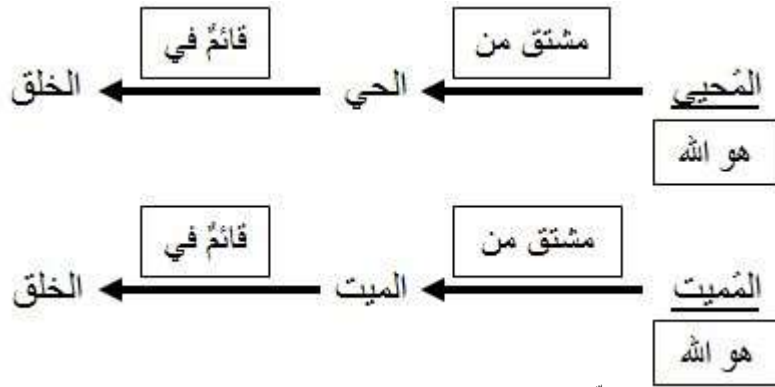 مشتق من قائمٌ في
المُحيي الحي الخلق
هو الله
مشتق من قائمٌ في
المُميت الميت الخلق
هو الله